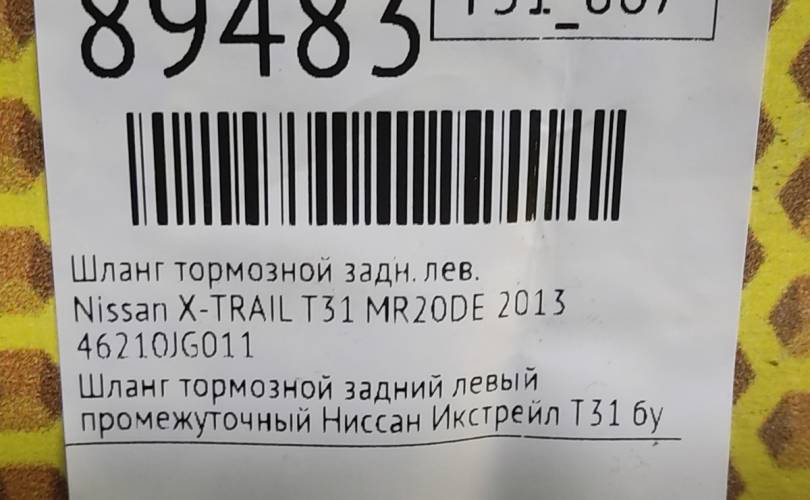 89483
Шланг тормозной задн. лев.
Nissan X-TRAIL T31 MR20DE 2013
46210JG011
Шланг тормозной задний левый
промежуточный Ниссан Икстрейл Т31 бу